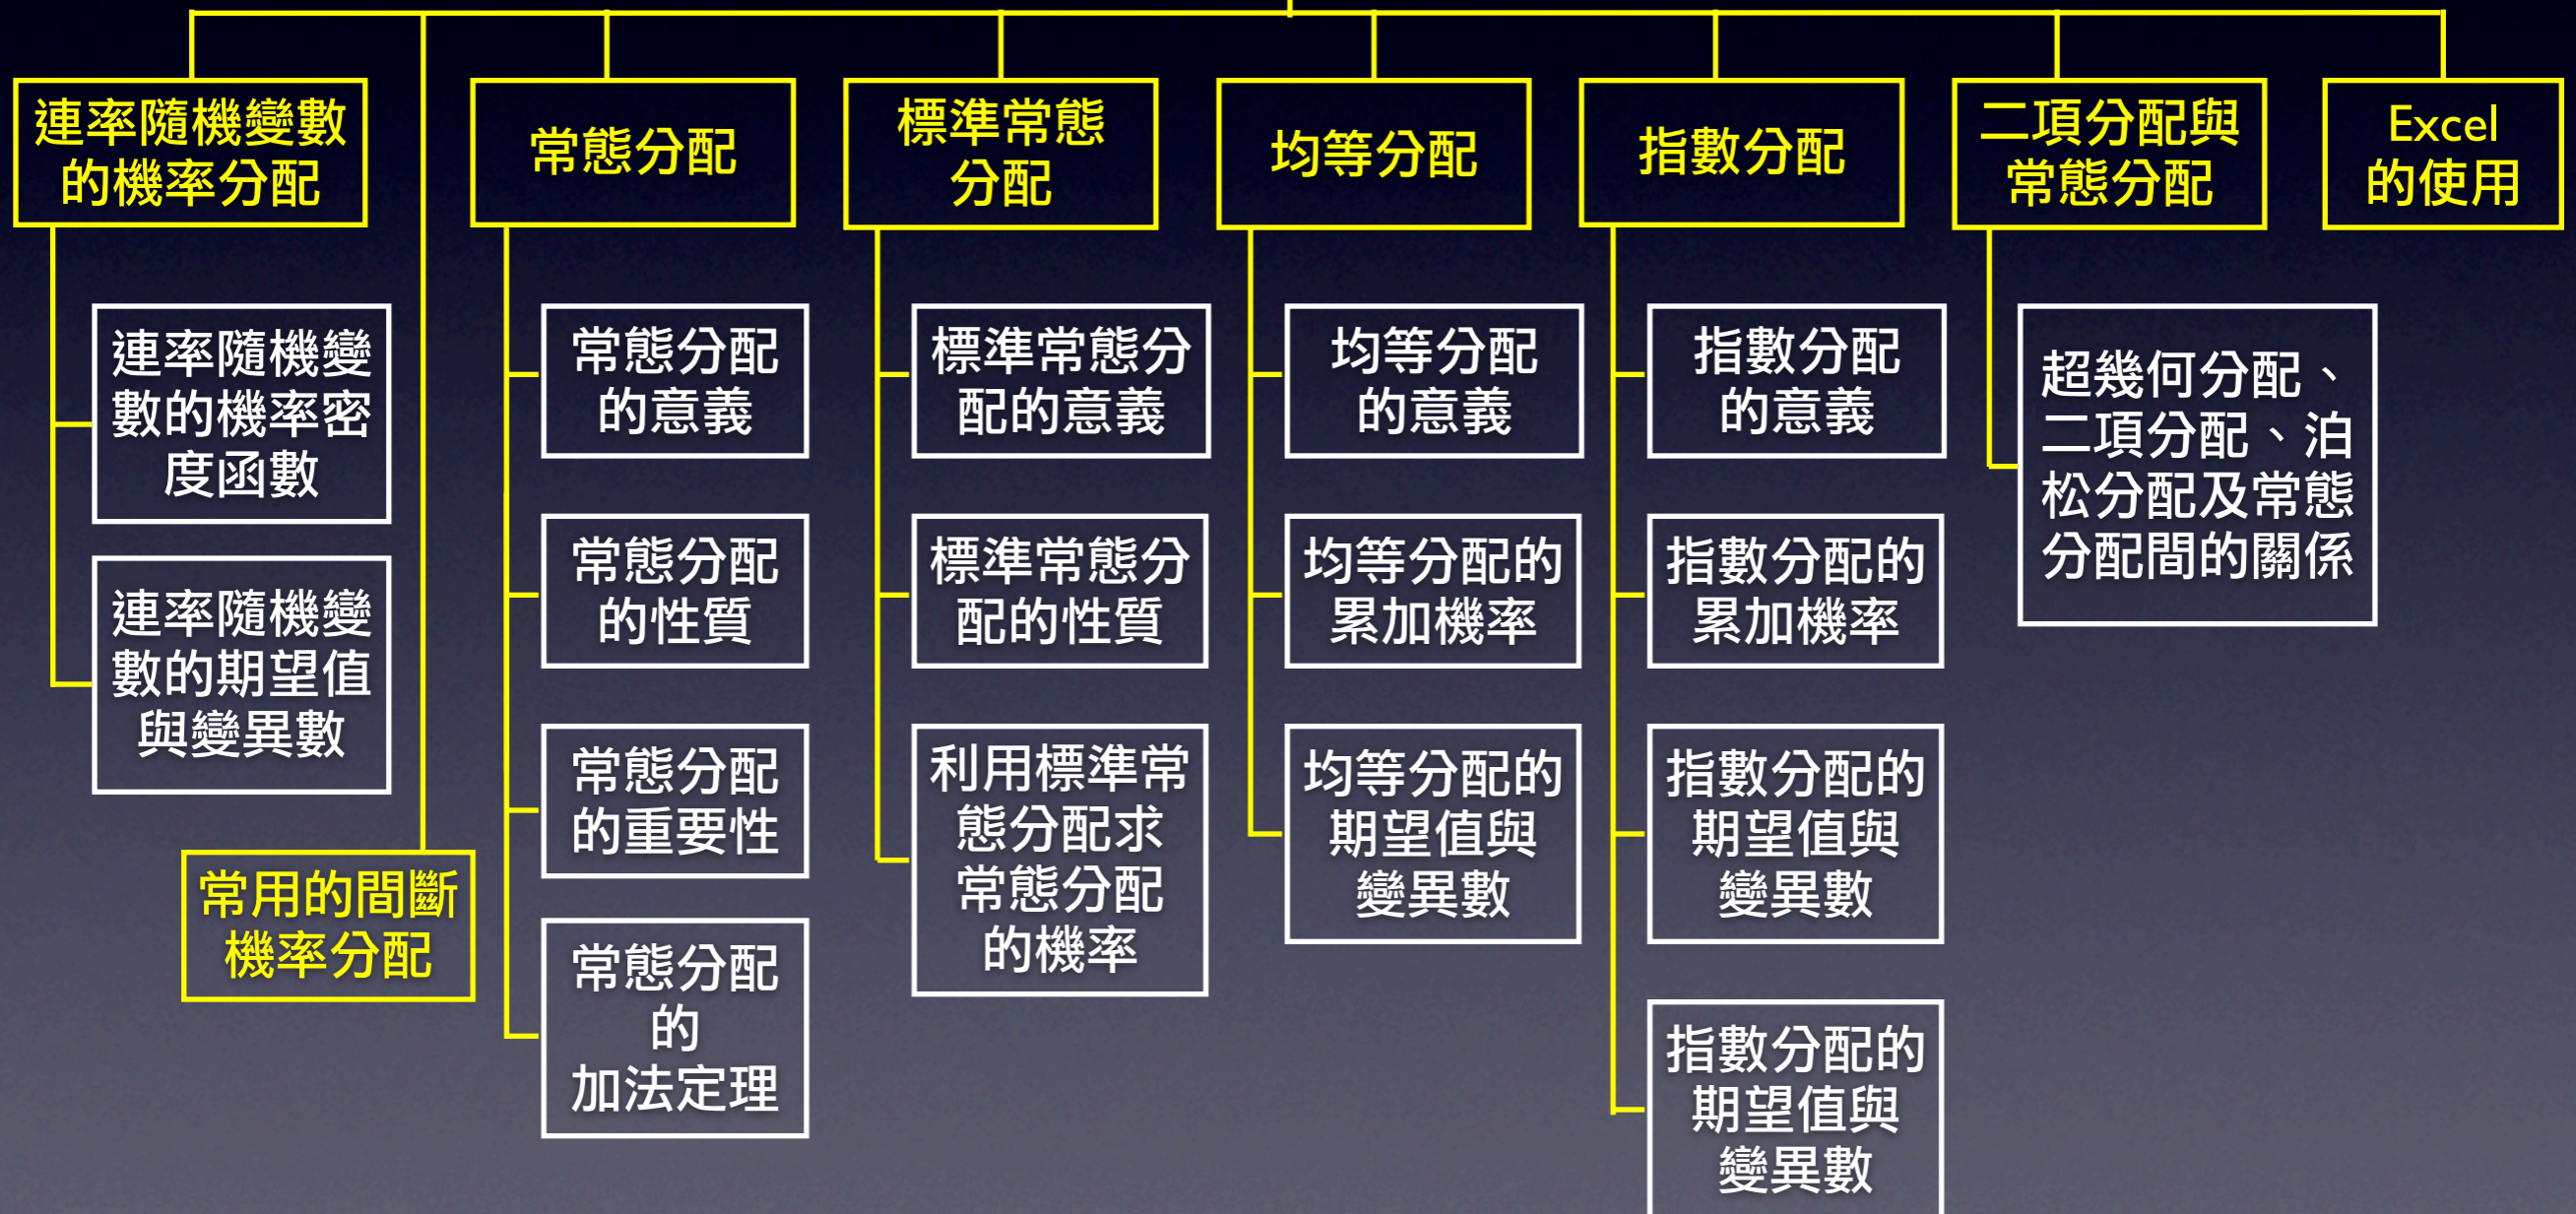 連率隨機變數
的機率分配
連率隨機變
數的機率密
度函數
連率隨機變
數的期望值
與變異數
常用的間斷
機率分配
常態分配
常態分配
的意義
常態分配
的性質
常態分配
的重要性
常態分配
的
加法定理
標準常態
分配
標準常態分
配的意義
標準常態分
配的性質
利用標準常
態分配求
常態分配
的機率
均等分配
均等分配
的意義
均等分配的
累加機率
均等分配的
期望值與
變異數
指數分配
指數分配
的意義
指數分配的
累加機率
指數分配的
期望值與
變異數
指數分配的
期望值與
變異數
二項分配與
常態分配
超幾何分配、
二項分配、泊
松分配及常態
分配間的關係
Excel
的使用